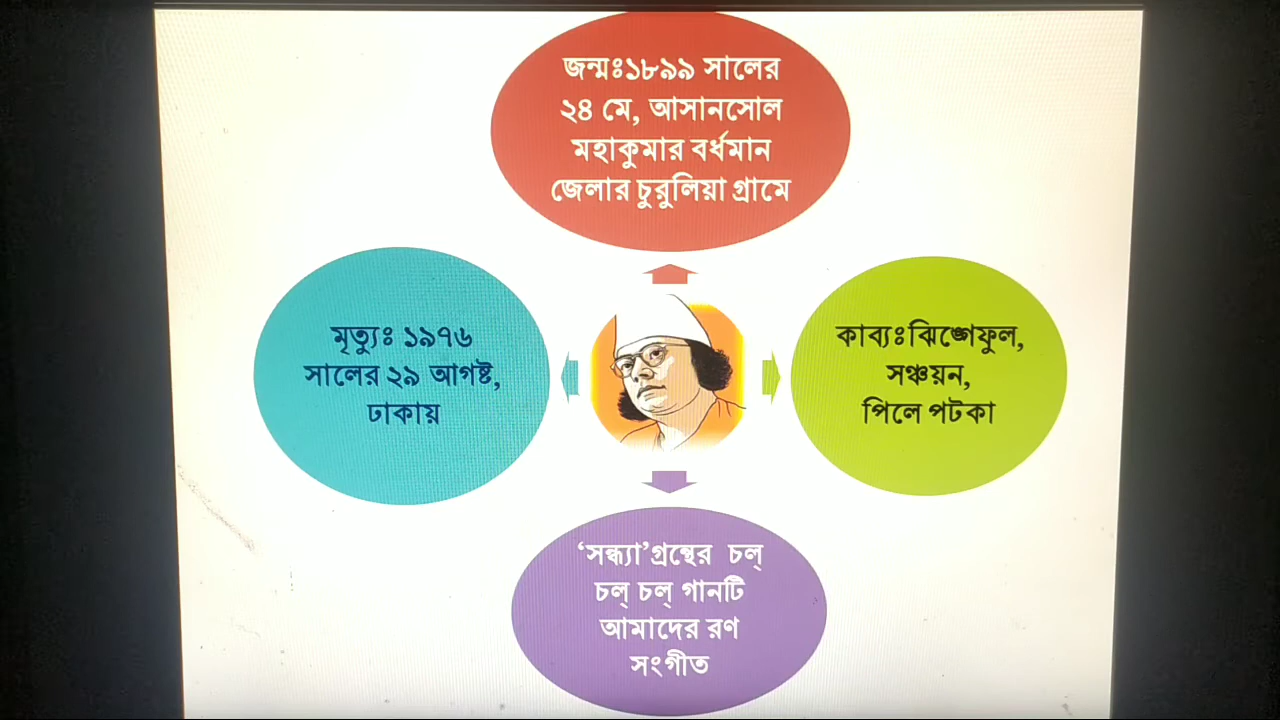 জন্মঃ১৮৯৯ সালের
২৪ মে, আসানসোল
মহাকুমার বর্ধমান
জেলার চুরুলিয়া গ্রামে
মৃত্যুঃ ১৯৭৬
সালের ২৯ আগষ্ট,
ঢাকায়
কাব্যঃঝিঙ্গেফুল,
সঞ্চয়ন,
পিলে পটকা
‘সন্ধ্যা’গ্রন্থের চল্
চল্ চল্ গানটি
আমাদের রণ
সংগীত